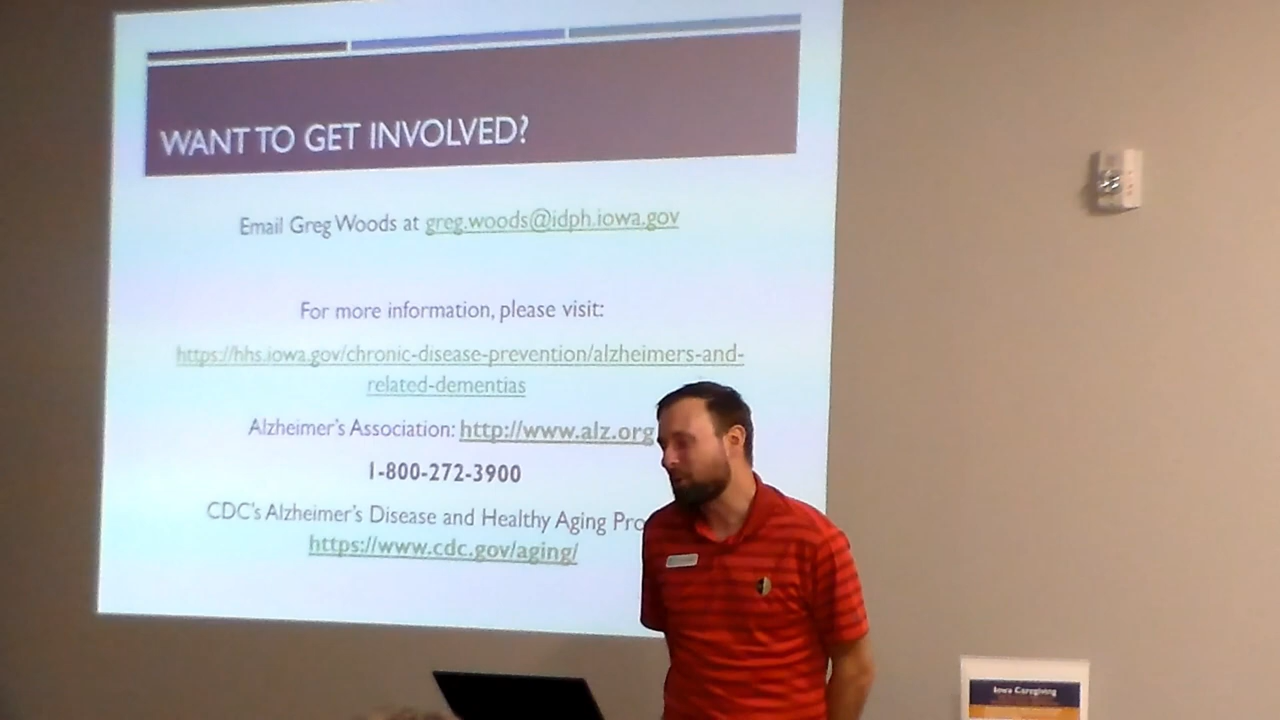 WANT TO GET INVOLVED?
Email Greg Woods at greg.woods@idph.iowa.gov
For more information, please visit:
https://hhs.iowa.gov/chronic-disease-prevention/alzheimers-and-
related-dementias
Alzheimer's Association: http://www.alz.org
1-800-272-3900
CDC's Alzheimer's Disease and Healthy Aging Pro
https://www.cdc.gov/aging/
Iowa Caregiving